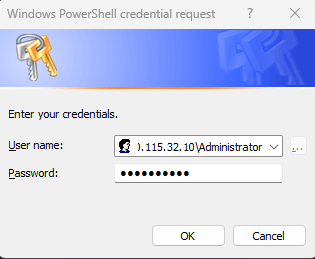 Windows PowerShell credential request
?
Enter your credentials.
User name:
.115.32.10\Administrator
...
Password:
••••••••••
OK
Cancel